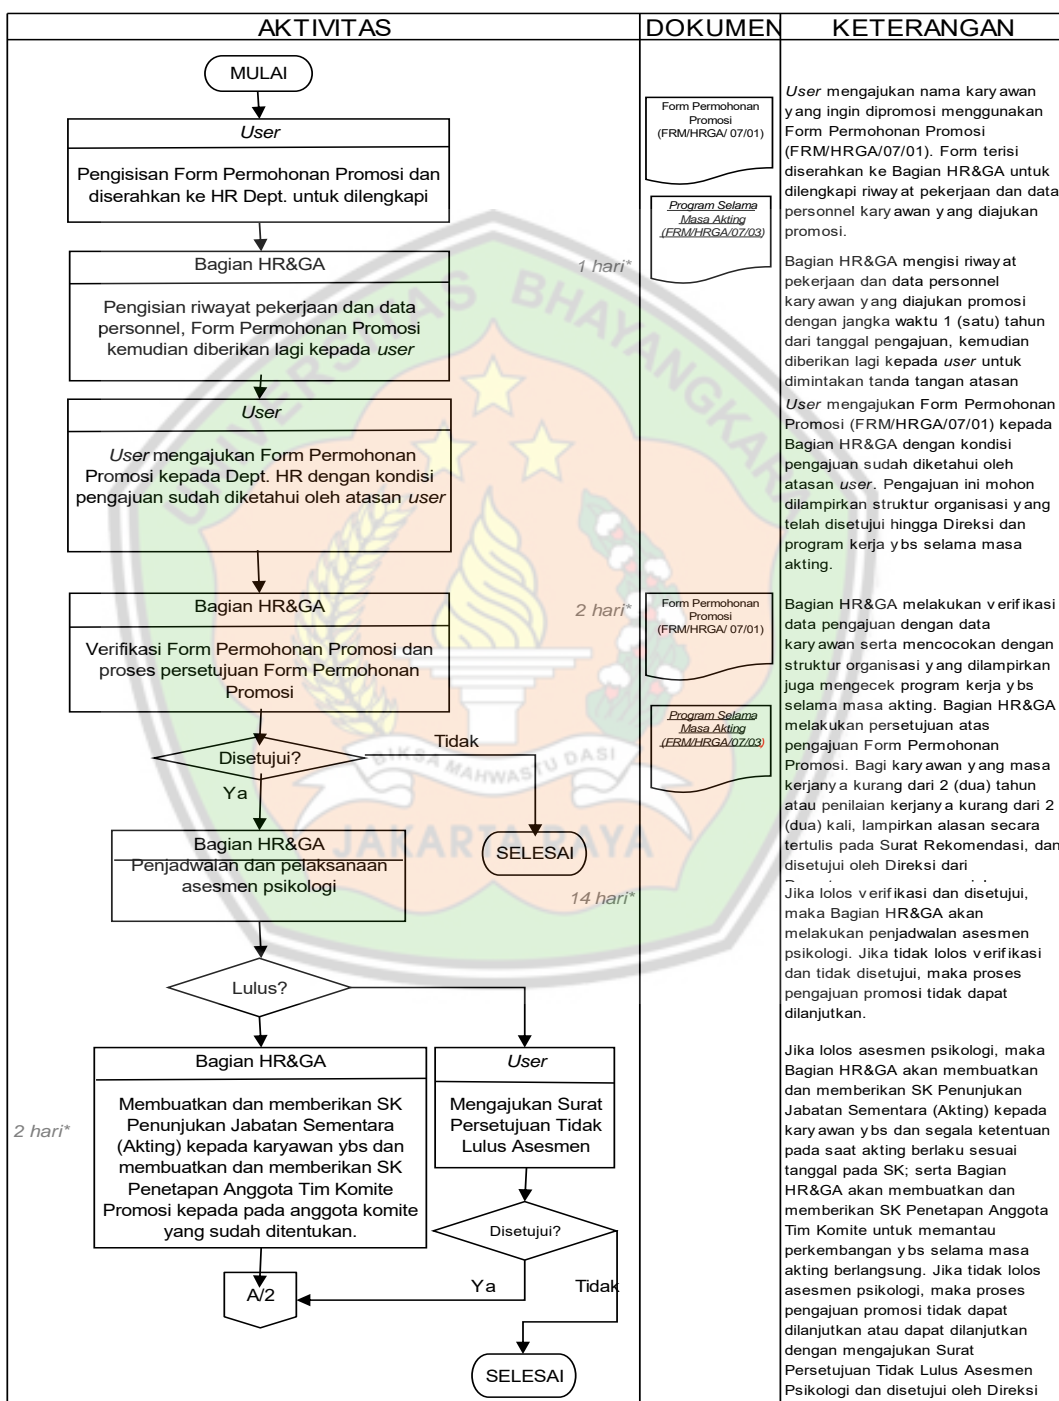 AKTIVITAS
DOKUMEN
KETERANGAN
MULAI
User
Pengisisan Form Permohonan Promosi dan
diserahkan ke HR Dept. untuk dilengkapi
Bagian HR&GA
Pengisian riwayat pekerjaan dan data
personnel, Form Permohonan Promosi
kemudian diberikan lagi kepada user
1 hari*
User
User mengajukan Form Permohonan
Promosi kepada Dept. HR dengan kondisi
pengajuan sudah diketahui oleh atasan user
Bagian HR&GA
Verifikasi Form Permohonan Promosi dan
proses persetujuan Form Permohonan
Promosi
2 hari*
Disetujui?
Tidak
Ya
SELESAI
Bagian HR&GA
Penjadwalan dan pelaksanaan
asesmen psikologi
14 hari*
Lulus?
Bagian HR&GA
Membuatkan dan memberikan SK
Penunjukan Jabatan Sementara
(Akting) kepada karyawan ybs dan
membuatkan dan memberikan SK
Penetapan Anggota Tim Komite
Promosi kepada pada anggota komite
yang sudah ditentukan.
2 hari*
User
Mengajukan Surat
Persetujuan Tidak
Lulus Asesmen
Disetujui?
Ya
Tidak
A/2
SELESAI
Form Permohonan
Promosi
(FRM/HRGA/ 07/01)
Program Selama
Masa Akting
(FRM/HRGA/07/03)
Form Permohonan
Promosi
(FRM/HRGA/ 07/01)
Program Selama
Masa Akting
(FRM/HRGA/07/03)
User mengajukan nama karyawan
yang ingin dipromosi menggunakan
Form Permohonan Promosi
(FRM/HRGA/07/01). Form terisi
diserahkan ke Bagian HR&GA untuk
dilengkapi riwayat pekerjaan dan data
personnel karyawan yang diajukan
promosi.
Bagian HR&GA mengisi riwayat
pekerjaan dan data personnel
karyawan yang diajukan promosi
dengan jangka waktu 1 (satu) tahun
dari tanggal pengajuan, kemudian
diberikan lagi kepada user untuk
dimintakan tanda tangan atasan
User mengajukan Form Permohonan
Promosi (FRM/HRGA/07/01) kepada
Bagian HR&GA dengan kondisi
pengajuan sudah diketahui oleh
atasan user. Pengajuan ini mohon
dilampirkan struktur organisasi yang
telah disetujui hingga Direksi dan
program kerja ybs selama masa
akting.
Bagian HR&GA melakukan verifikasi
data pengajuan dengan data
karyawan serta mencocokan dengan
struktur organisasi yang dilampirkan
juga mengecek program kerja ybs
selama masa akting. Bagian HR&GA
melakukan persetujuan atas
pengajuan Form Permohonan
Promosi. Bagi karyawan yang masa
kerjanya kurang dari 2 (dua) tahun
atau penilaian kerjanya kurang dari 2
(dua) kali, lampirkan alasan secara
tertulis pada Surat Rekomendasi, dan
disetujui oleh Direksi dari
Jika lolos verifikasi dan disetujui,
maka Bagian HR&GA akan
melakukan penjadwalan asesmen
psikologi. Jika tidak lolos verifikasi
dan tidak disetujui, maka proses
pengajuan promosi tidak dapat
dilanjutkan.
Jika lolos asesmen psikologi, maka
Bagian HR&GA akan membuatkan
dan memberikan SK Penunjukan
Jabatan Sementara (Akting) kepada
karyawan ybs dan segala ketentuan
pada saat akting berlaku sesuai
tanggal pada SK; serta Bagian
HR&GA akan membuatkan dan
memberikan SK Penetapan Anggota
Tim Komite untuk memantau
perkembangan ybs selama masa
akting berlangsung. Jika tidak lolos
asesmen psikologi, maka proses
pengajuan promosi tidak dapat
dilanjutkan atau dapat dilanjutkan
dengan mengajukan Surat
Persetujuan Tidak Lulus Asesmen
Psikologi dan disetujui oleh Direksi
UNIVERSITAS BHAYANGKARA
BIKSA MAHWASTU DASI
JAKARTA RAYA